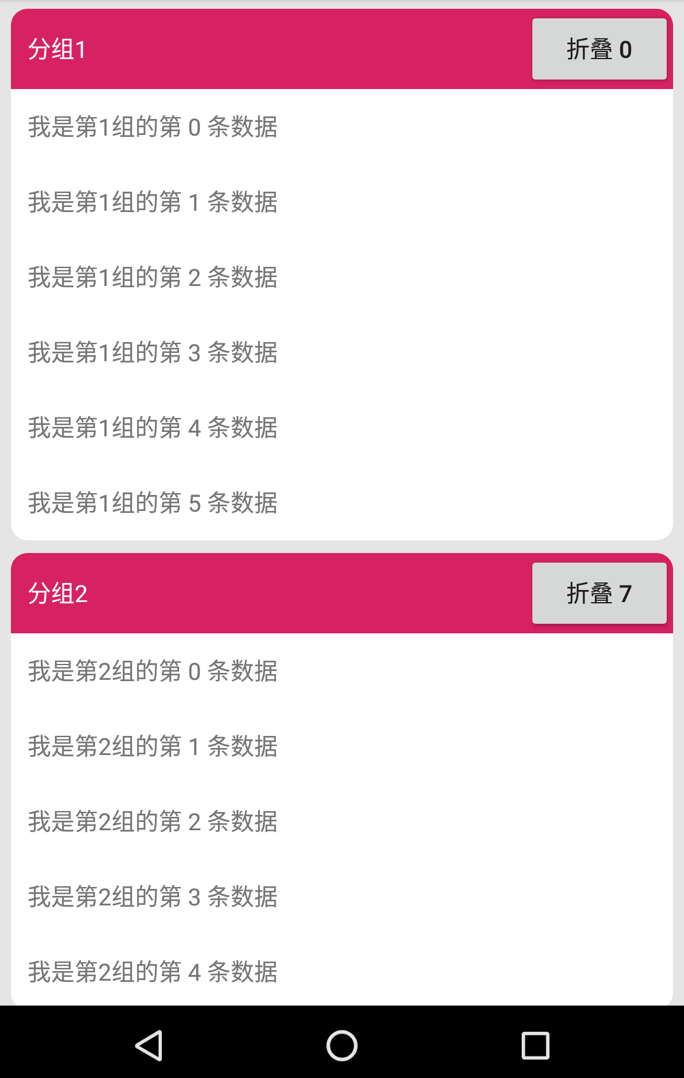 分组1
折叠 0
我是第1组的第 0 条数据
我是第1组的第 1 条数据
我是第1组的第 2 条数据
我是第1组的第 3 条数据
我是第1组的第 4 条数据
我是第1组的第 5 条数据
分组2
折叠 7
我是第2组的第 0 条数据
我是第2组的第 1 条数据
我是第2组的第 2 条数据
我是第2组的第 3 条数据
我是第2组的第 4 条数据